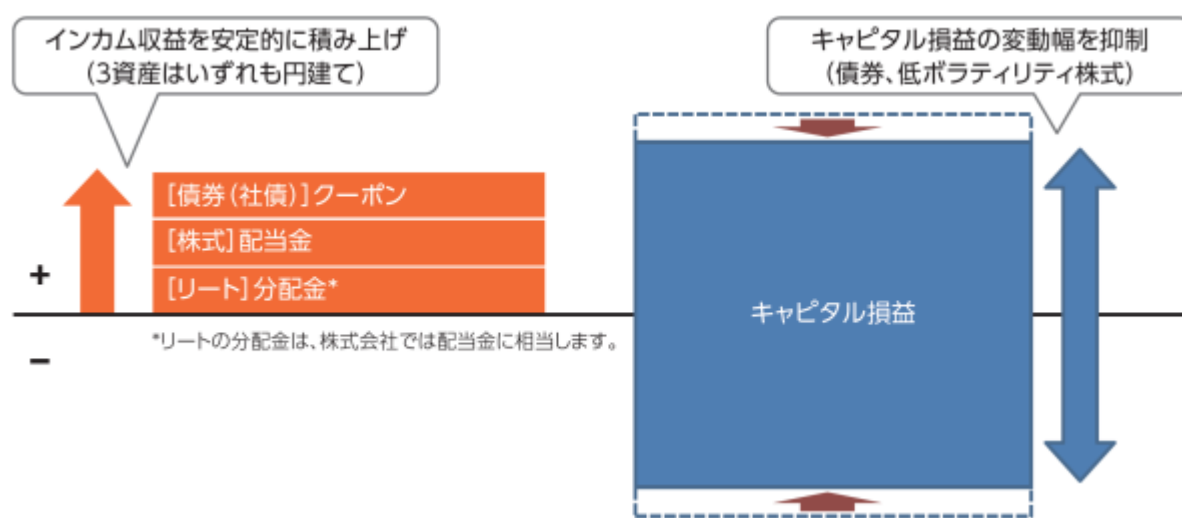 インカム収益を安定的に積み上げ
(3資産はいずれも円建て)
キャピタル損益の変動幅を抑制
(債券、低ボラティリティ株式)
[債券(社債)]クーポン
[株式]配当金
[リート]分配金*
+
キャピタル損益
*リートの分配金は、株式会社では配当金に相当します。
−